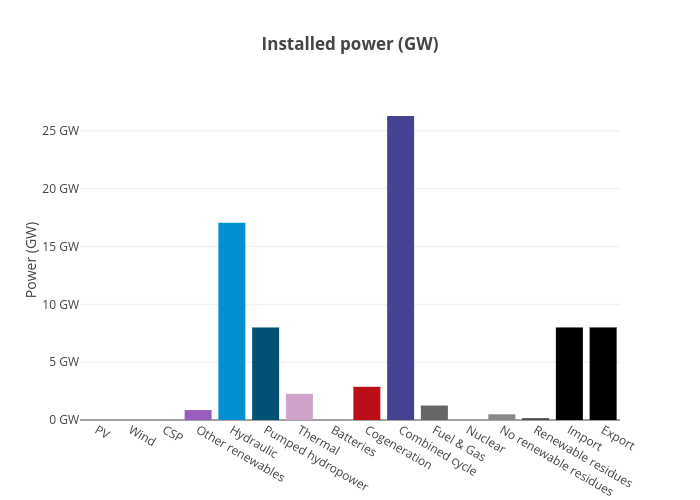 Installed power (GW)
Power (GW)
25 GW
20 GW
15 GW
10 GW
5 GW
0 GW
PV
Wind
CSP
Other renewables
Hydraulic
Pumped hydropower
Thermal
Batteries
Cogeneration
Combined cycle
Fuel & Gas
Nuclear
No renewable residues
Renewable residues
Import
Export